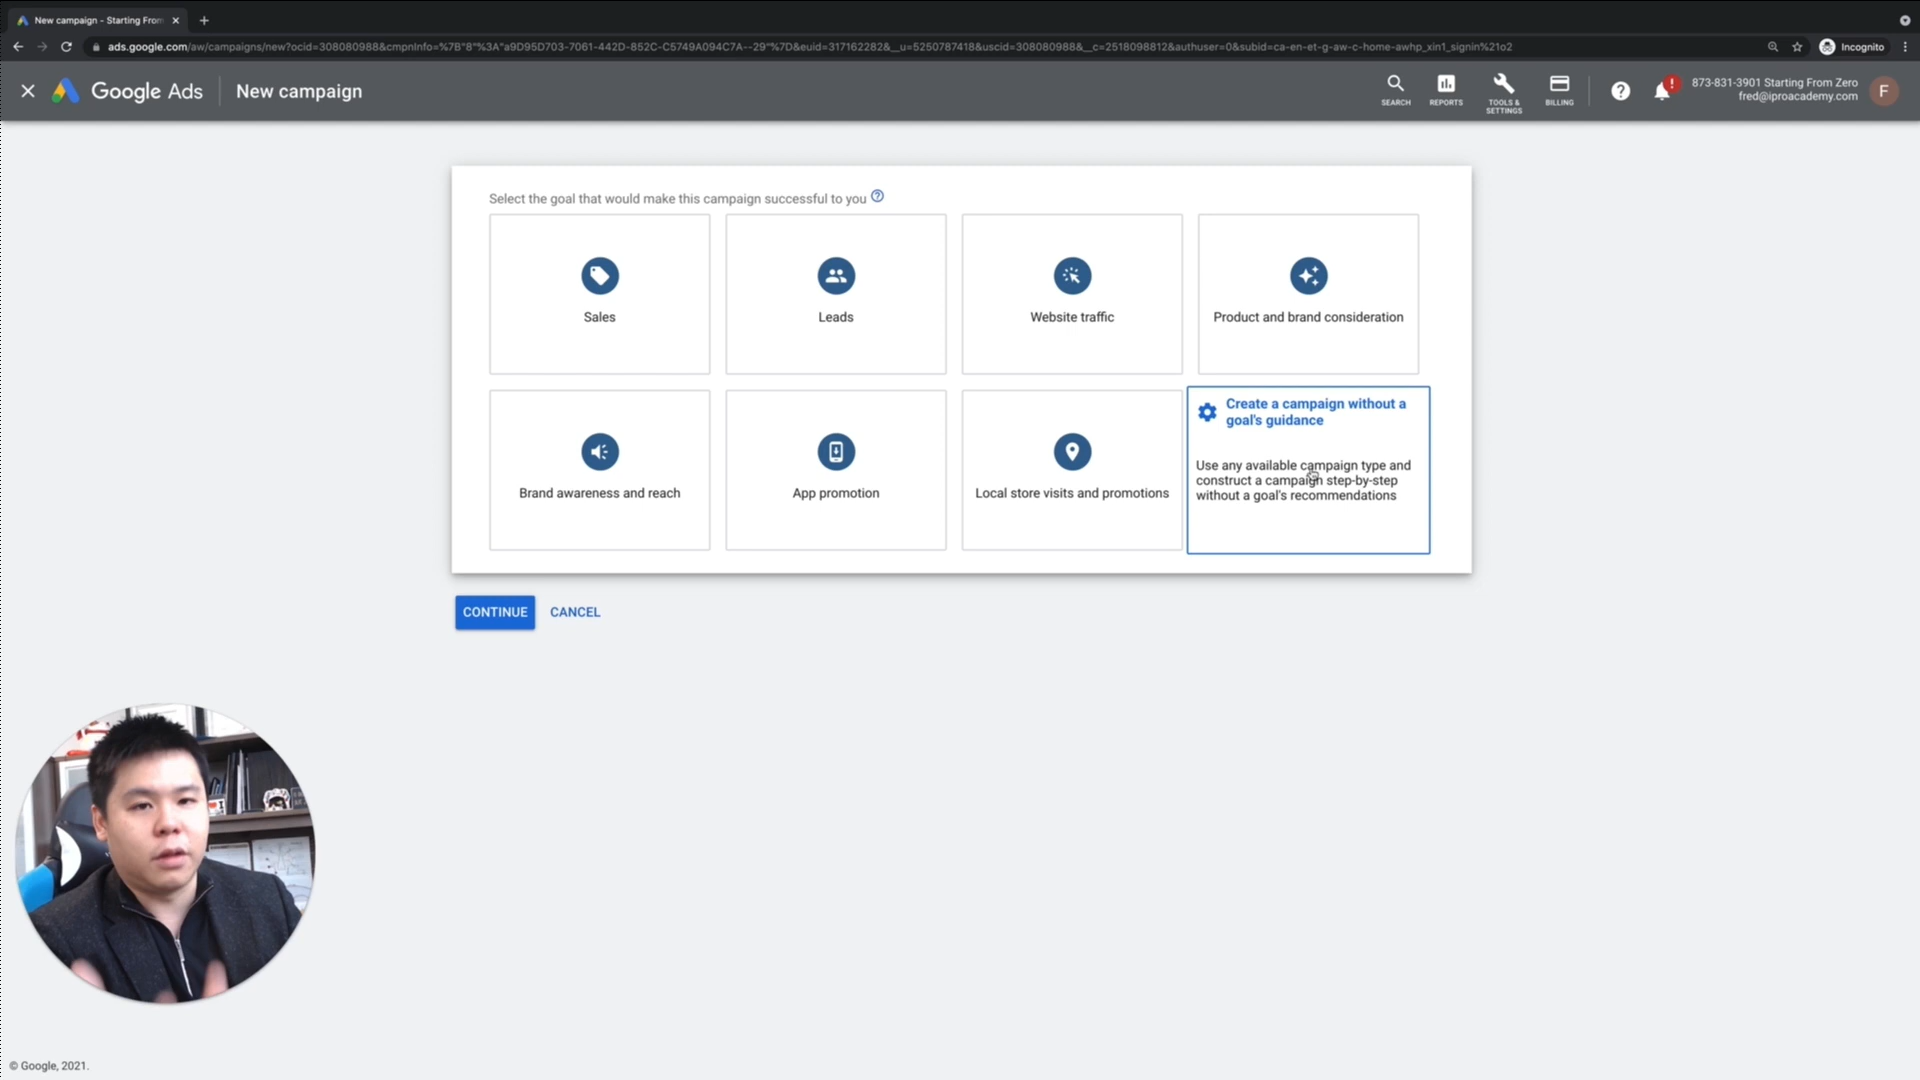 New campaign - Starting From
ads.google.com/aw/campaigns/new?ocid=308080988&cmpnInfo=%7B"8"%3A"a9D95D703-7061-442D-852C-C5749A094C7A--29"%7D&euid=317162282&__u=5250787418&uscid=308080988&__c=2518098812&authuser=0&subid=ca-en-et-g-aw-c-home-awhp_xin1_signin%21o2
Incognito
Google Ads
New campaign
SEARCH
REPORTS
TOOLS &
SETTINGS
BILLING
873-831-3901 Starting From Zero
fred@iproacademy.com
F
Select the goal that would make this campaign successful to you
Sales
Leads
Website traffic
Product and brand consideration
Brand awareness and reach
App promotion
Local store visits and promotions
Create a campaign without a
goal's guidance
Use any available campaign type and
construct a campaign step-by-step
without a goal's recommendations
CONTINUE
CANCEL
© Google, 2021.